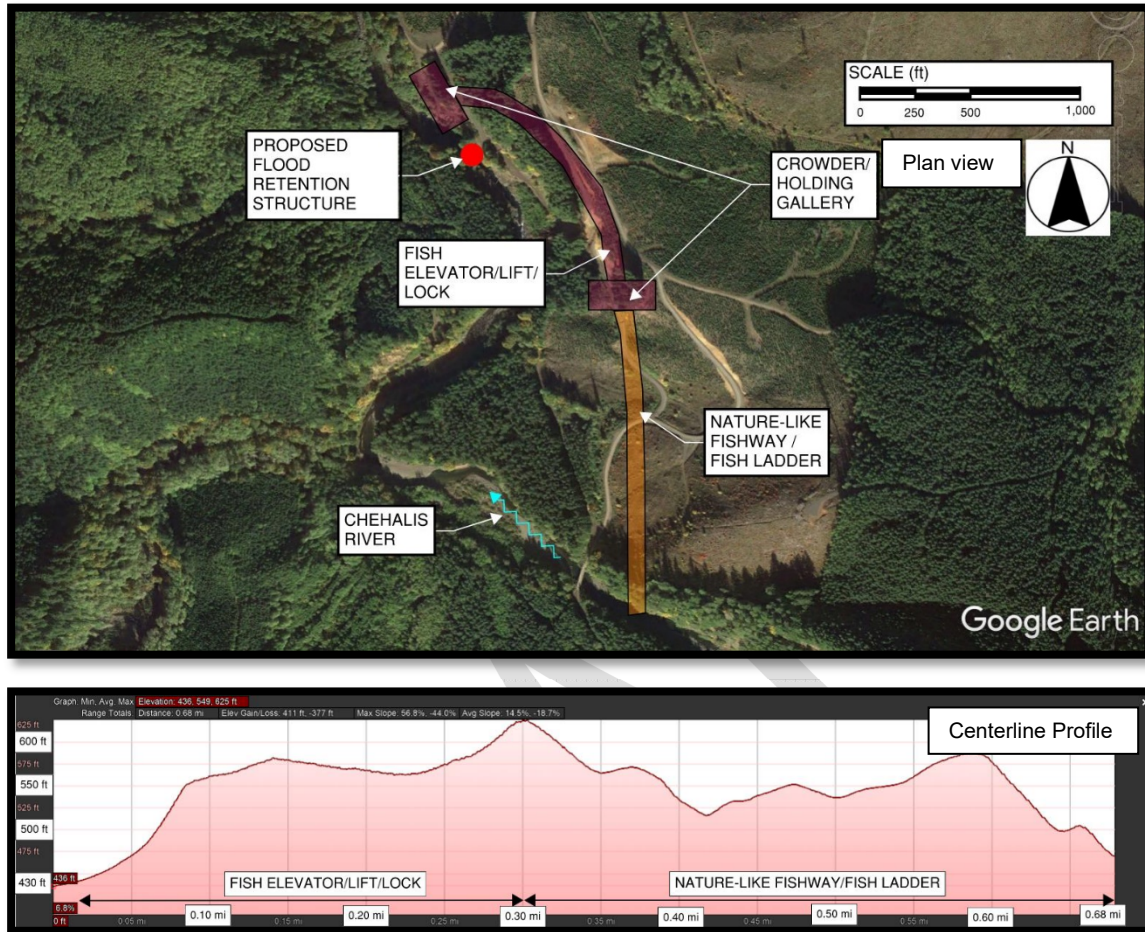 SCALE (ft)
0 250 500 1,000
Plan view
N
PROPOSED
FLOOD
RETENTION
STRUCTURE
CROWDER/
HOLDING
GALLERY
FISH
ELEVATOR/LIFT/
LOCK
NATURE-LIKE
FISHWAY /
FISH LADDER
CHEHALIS
RIVER
Google Earth
Graph: Min, Avg, Max Elevation: 436, 549, 625 ft
Range Totals: Distance: 0.68 mi Elev Gain/Loss: 411 ft, -377 ft Max Slope: 56.8%, -44.0% Avg Slope: 14.5%, -18.7%
Centerline Profile
625 ft
600 ft
575 ft
550 ft
525 ft
500 ft
475 ft
430 ft
436 ft
6.8%
FISH ELEVATOR/LIFT/LOCK
NATURE-LIKE FISHWAY/FISH LADDER
0 ft 0.05 mi 0.10 mi 0.15 mi 0.20 mi 0.25 mi 0.30 mi 0.35 mi 0.40 mi 0.45 mi 0.50 mi 0.55 mi 0.60 mi 0.68 mi